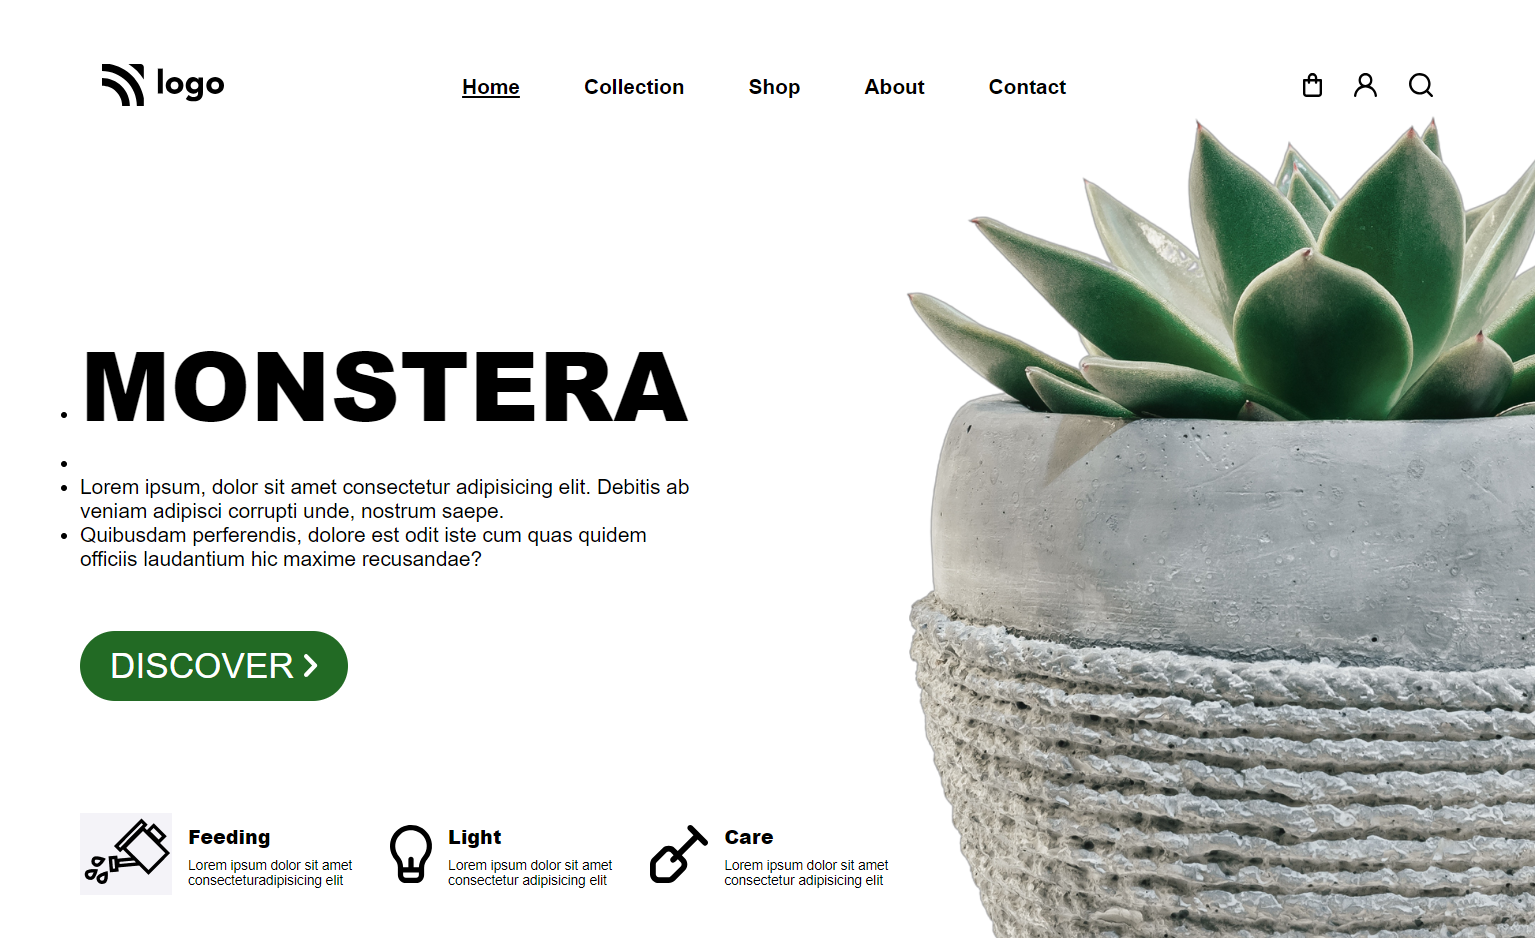 logo
Home Collection Shop About Contact
MONSTERA
Lorem ipsum, dolor sit amet consectetur adipisicing elit. Debitis ab
veniam adipisci corrupti unde, nostrum saepe.
Quibusdam perferendis, dolore est odit iste cum quas quidem
officiis laudantium hic maxime recusandae?
DISCOVER
Feeding
Lorem ipsum dolor sit amet
consecteturadipisicing elit
Light
Lorem ipsum dolor sit amet
consectetur adipisicing elit
Care
Lorem ipsum dolor sit amet
consectetur adipisicing elit